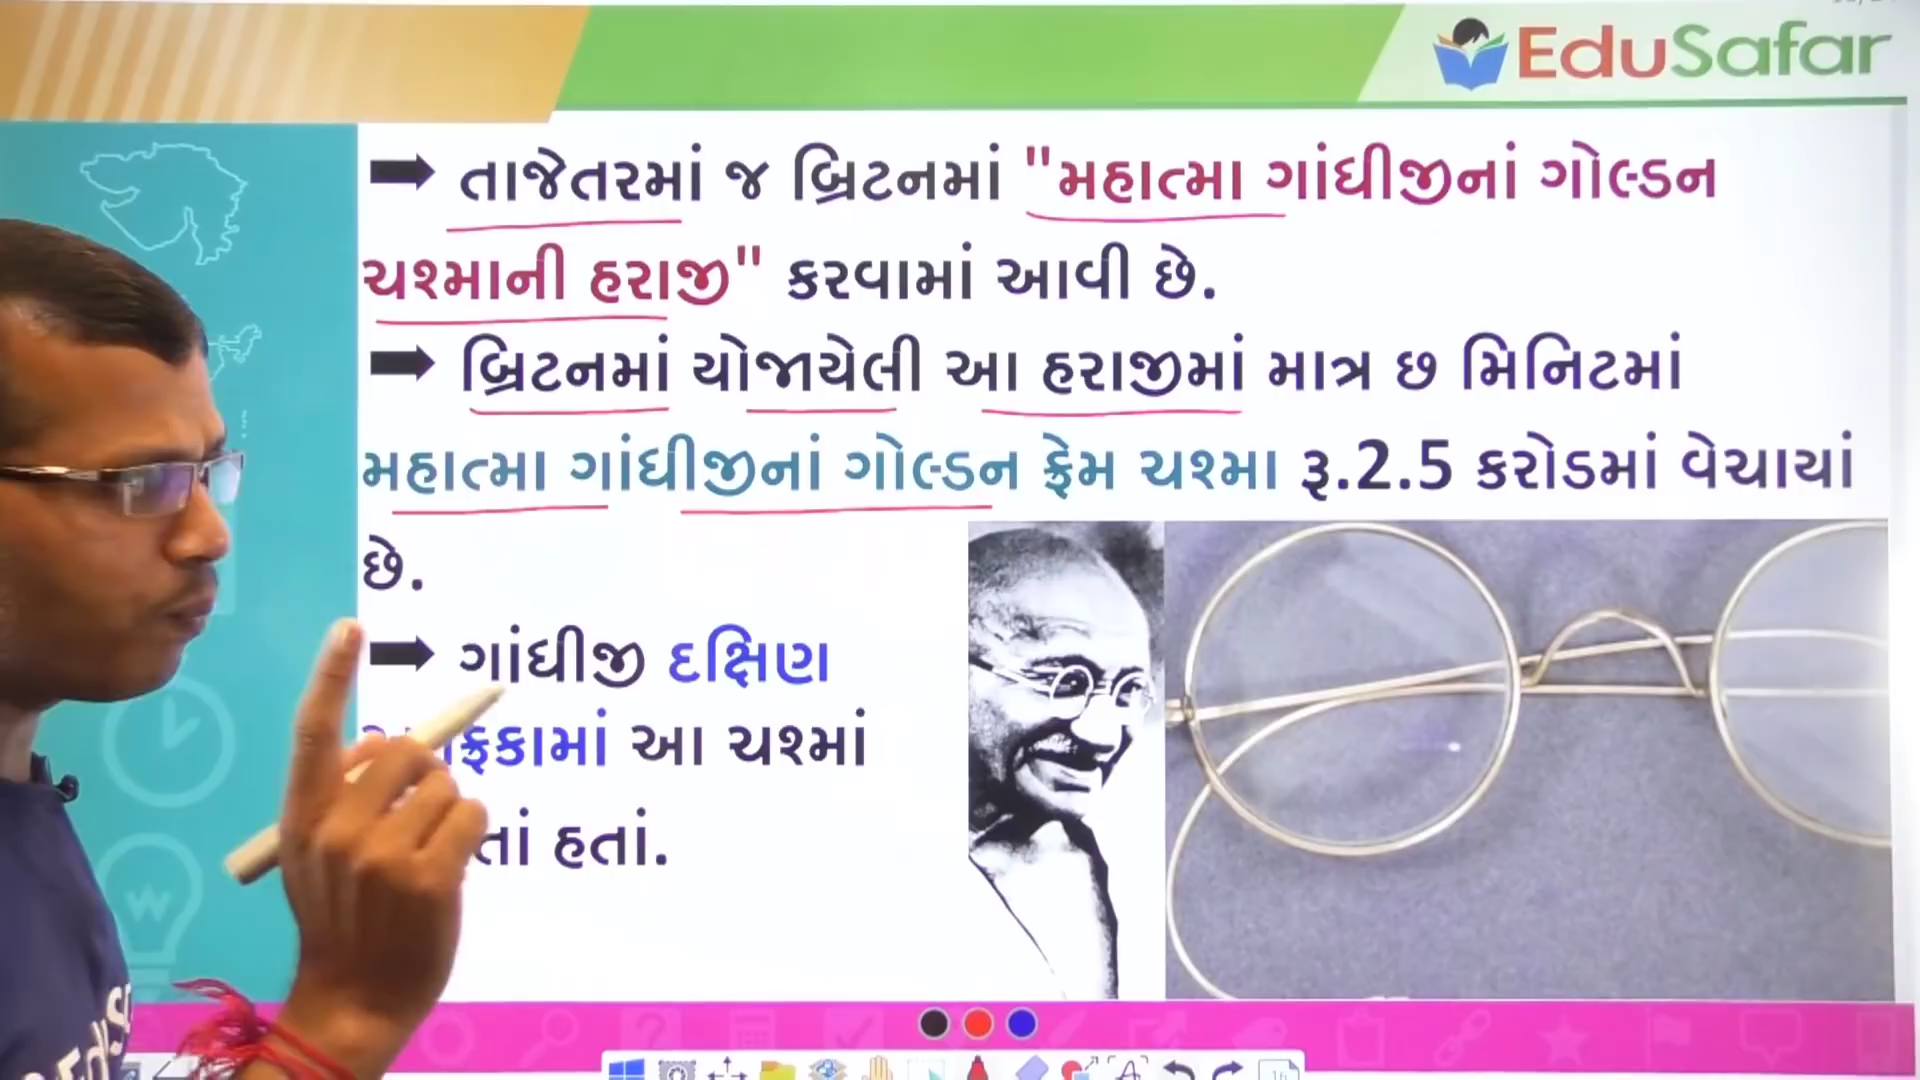 EduSafar
➡ તાજેતરમાં જ બ્રિટનમાં "મહાત્મા ગાંધીજીનાં ગોલ્ડન
ચશ્માની હરાજી" કરવામાં આવી છે.
➡ બ્રિટનમાં યોજાયેલી આ હરાજીમાં માત્ર છ મિનિટમાં
મહાત્મા ગાંધીજીનાં ગોલ્ડન ફ્રેમ ચશ્મા રૂ.2.5 કરોડમાં વેચાયાં
છે.
➡ ગાંધીજી દક્ષિણ
આ ચશ્માં
હતાં.